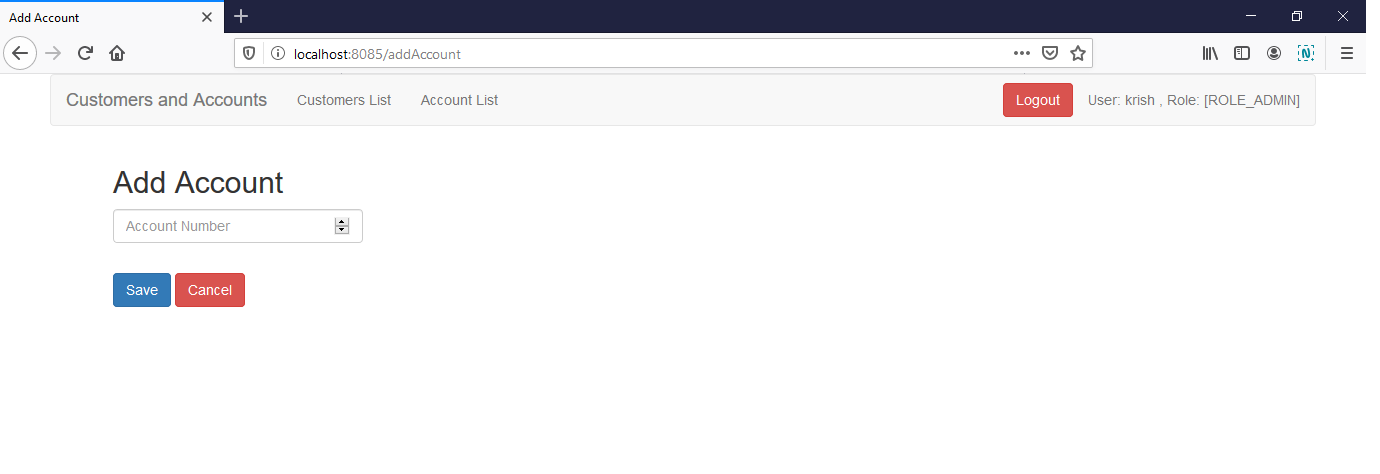 Add Account
localhost:8085/addAccount
Customers and Accounts Customers List Account List Logout User: krish , Role: [ROLE_ADMIN]
Add Account
Account Number
Save Cancel